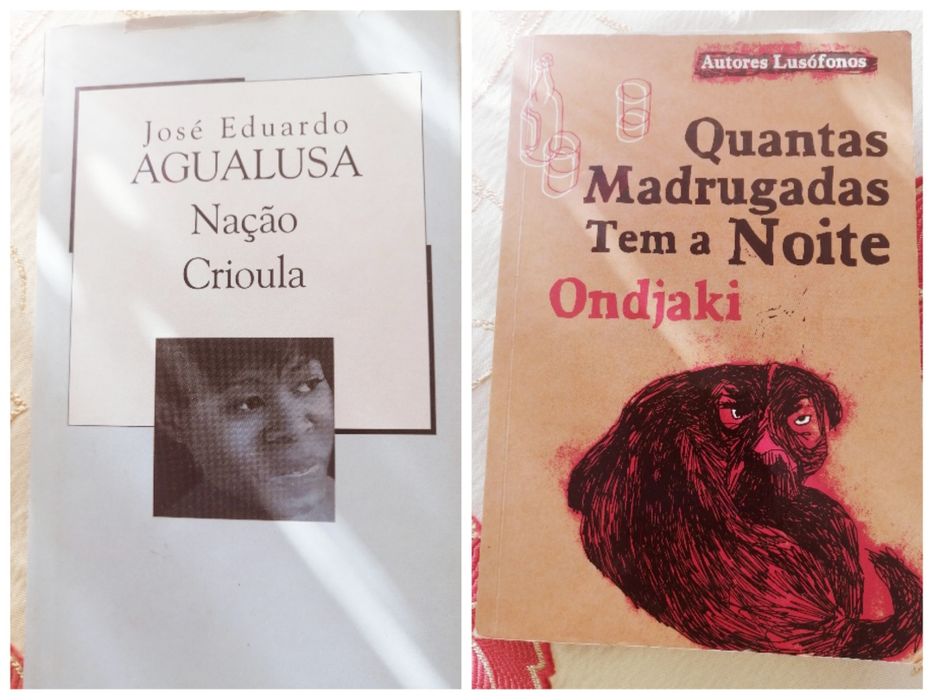 José Eduardo
AGUALUSA
Nação
Crioula
Autores Lusófonos
Quantas
Madrugadas
Tem a Noite
Ondjaki